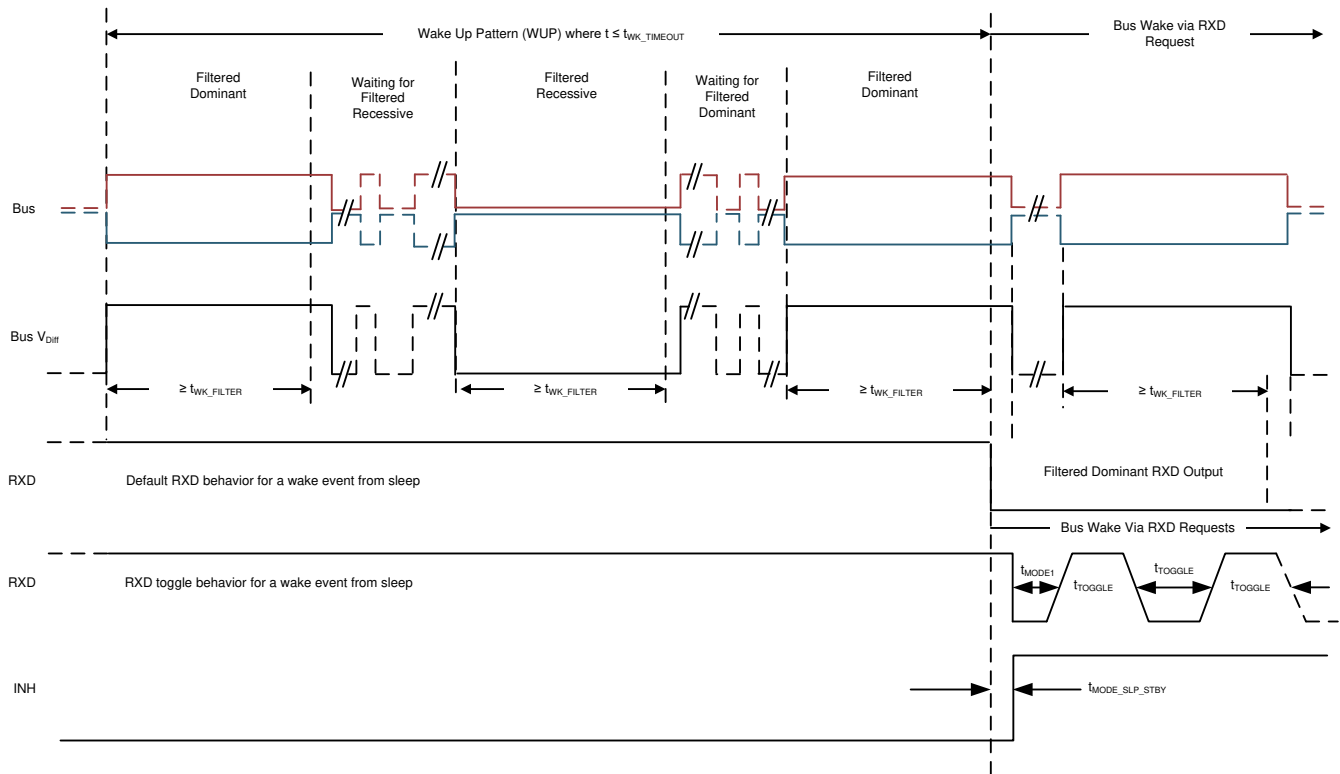 Wake Up Pattern (WUP) where t ≤ tWK_TIMEOUT
Bus Wake via RXD
Request
Filtered
Dominant
Waiting for
Filtered
Recessive
Filtered
Recessive
Waiting for
Filtered
Dominant
Filtered
Dominant
Bus
Bus VDiff
≥ tWK_FILTER
≥ tWK_FILTER
≥ tWK_FILTER
≥ tWK_FILTER
RXD
Default RXD behavior for a wake event from sleep
Filtered Dominant RXD Output
Bus Wake Via RXD Requests
RXD
RXD toggle behavior for a wake event from sleep
tMODE1
tTOGGLE
tTOGGLE
tTOGGLE
INH
tMODE_SLP_STBY